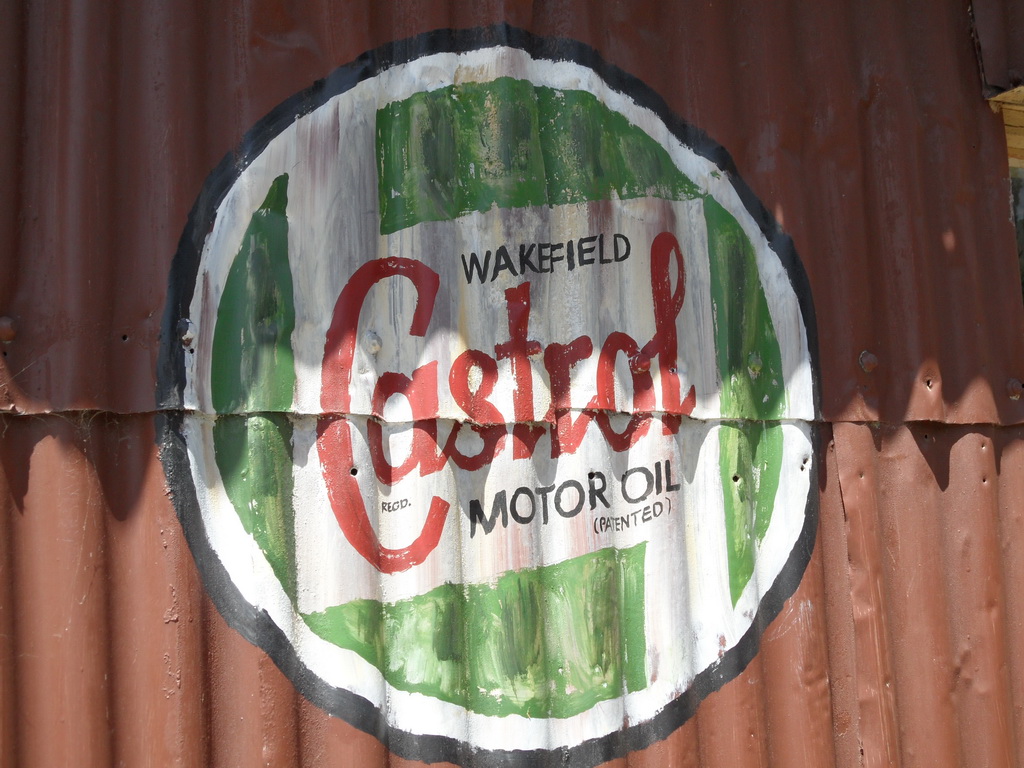 WAKEFIELD
Castrol
REGD.
MOTOR OIL
(PATENTED)